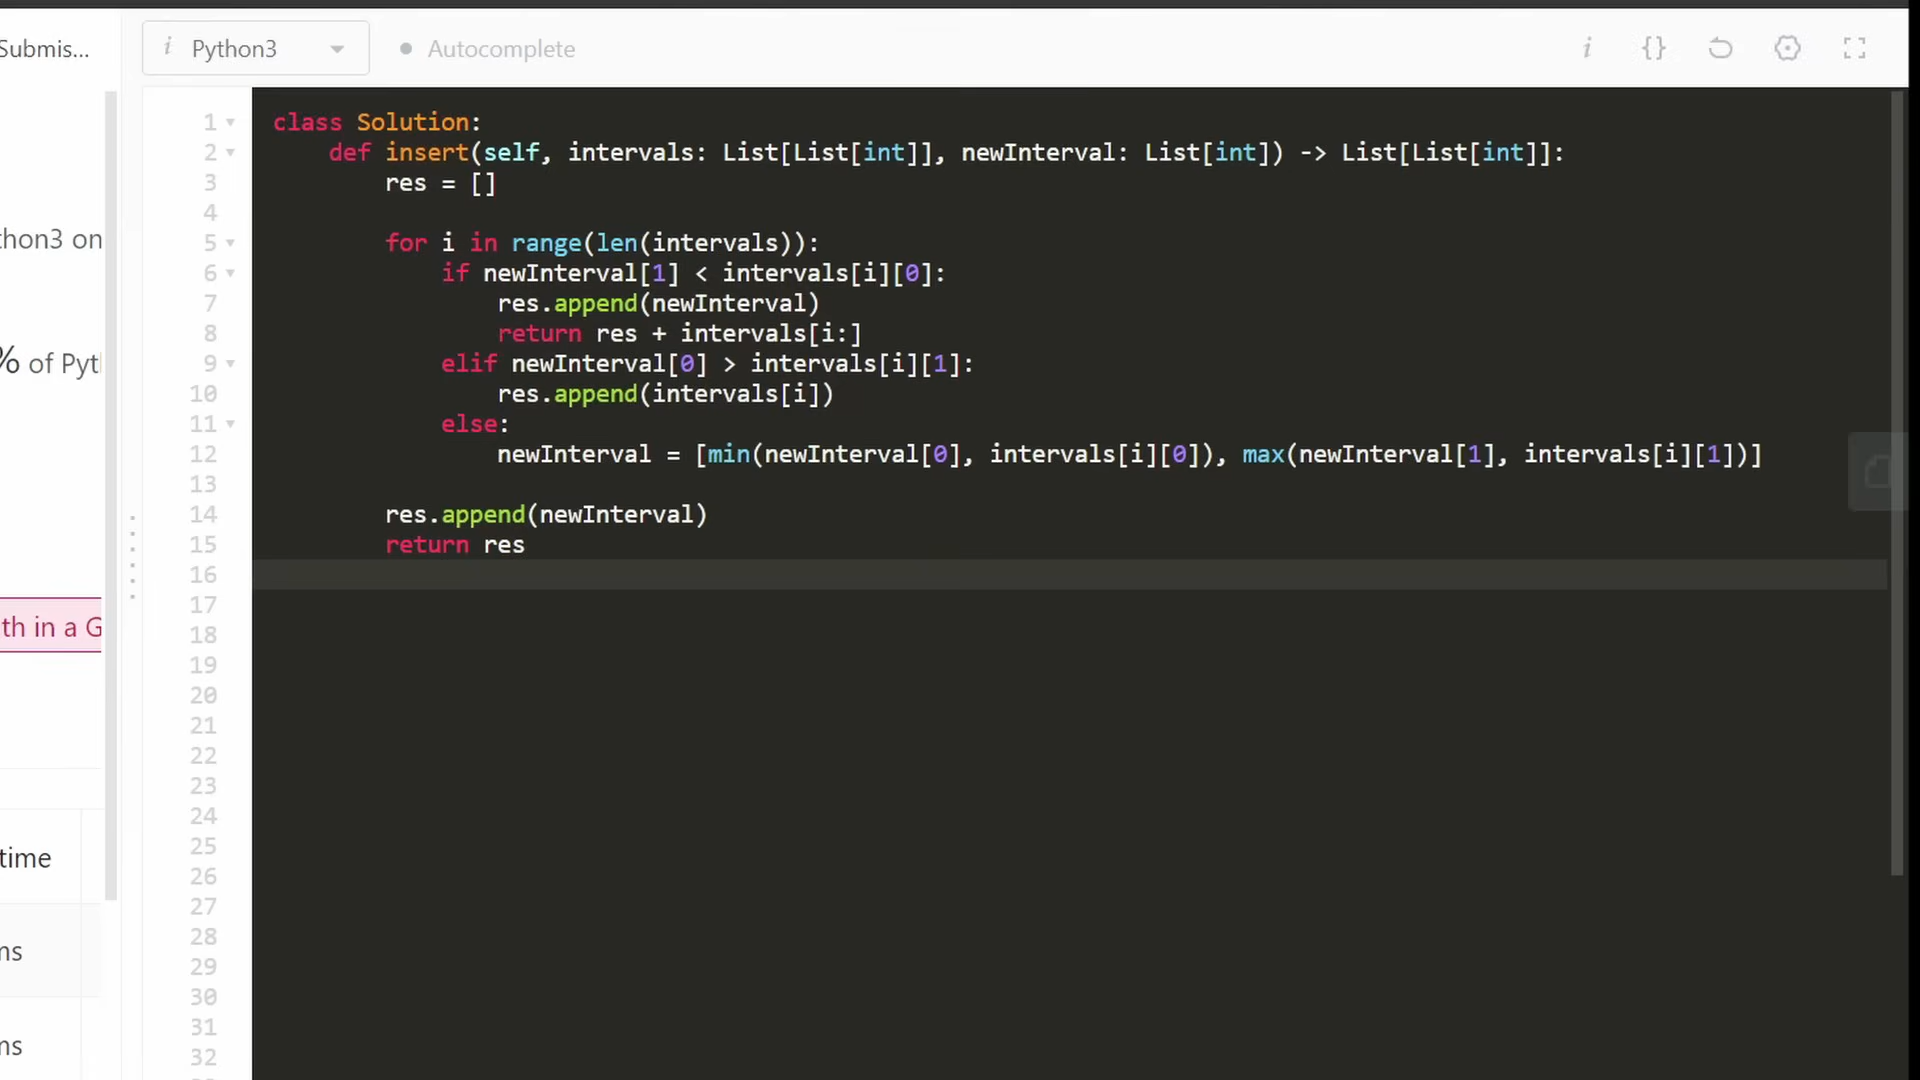 Submis...
i Python3
Autocomplete
i {}
thon3 on
% of Pyt
th in a G
time
ms
ms
1 class Solution:
2 def insert(self, intervals: List[List[int]], newInterval: List[int]) -> List[List[int]]:
3 res = []
4
5 for i in range(len(intervals)):
6 if newInterval[1] < intervals[i][0]:
7 res.append(newInterval)
8 return res + intervals[i:]
9 elif newInterval[0] > intervals[i][1]:
10 res.append(intervals[i])
11 else:
12 newInterval = [min(newInterval[0], intervals[i][0]), max(newInterval[1], intervals[i][1])]
13
14 res.append(newInterval)
15 return res
16
17
18
19
20
21
22
23
24
25
26
27
28
29
30
31
32